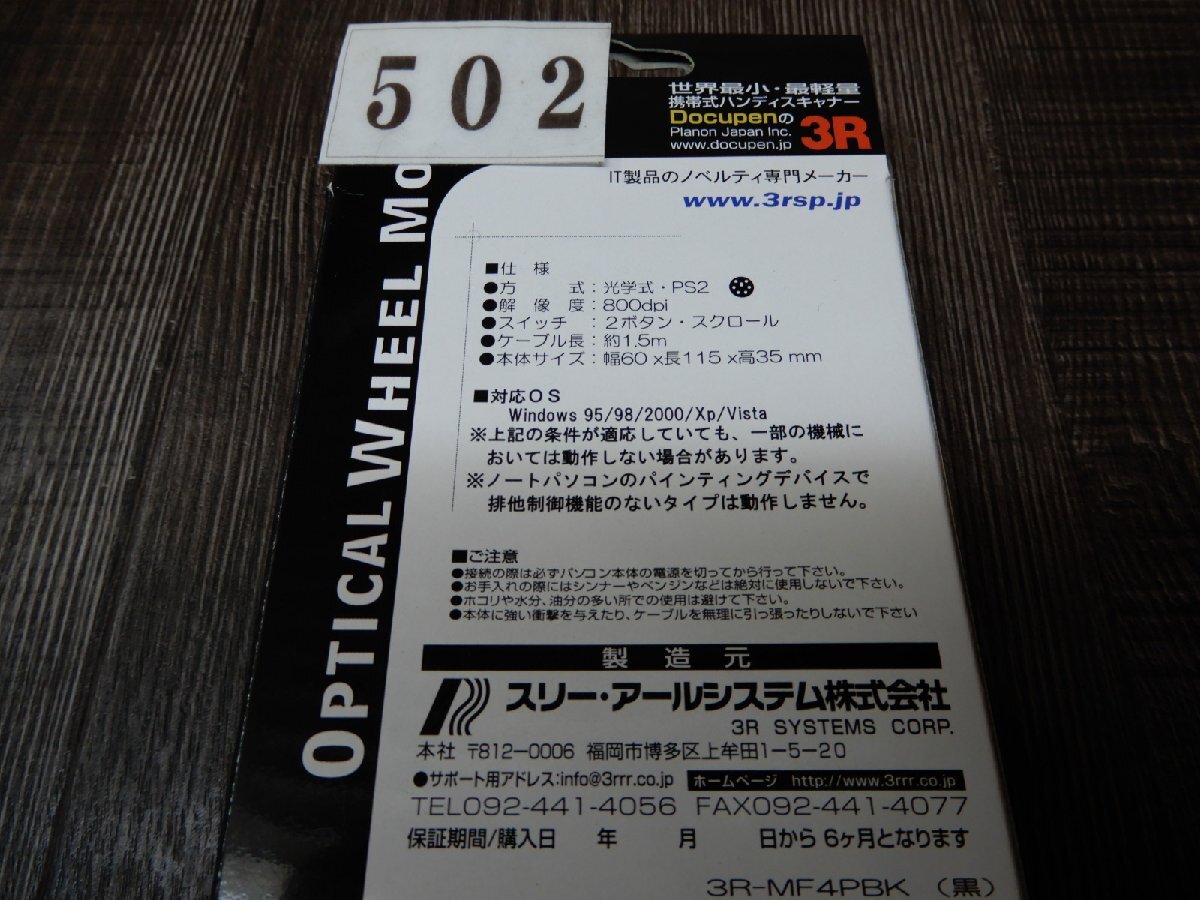 502
世界最小・最軽量
携帯式ハンディスキャナー
Docupenの
Planon Japan Inc.
www.docupen.jp
3R
IT製品のノベルティ専門メーカー
www.3rsp.jp
OPTICAL WHEEL MO
■仕様
●方式：光学式・PS2
●解像度：800dpi
●スイッチ：2ボタン・スクロール
●ケーブル長：約1.5m
●本体サイズ：幅60 x長115 x高35 mm
■対応OS
Windows 95/98/2000/Xp/Vista
※上記の条件が適応していても、一部の機械に
おいては動作しない場合があります。
※ノートパソコンのパインティングデバイスで
排他制御機能のないタイプは動作しません。
■ご注意
●接続の際は必ずパソコン本体の電源を切ってから行って下さい。
●お手入れの際にはシンナーやベンジンなどは絶対に使用しないで下さい。
●ホコリや水分、油分の多い所での使用は避けて下さい。
●本体に強い衝撃を与えたり、ケーブルを無理に引っ張ったりしないで下さい
製造元
スリー・アールシステム株式会社
3R SYSTEMS CORP.
本社 〒812-0006 福岡市博多区上牟田1-5-20
●サポート用アドレス：info@3rrr.co.jp ホームページ http://www.3rrr.co.jp
TEL092-441-4056 FAX092-441-4077
保証期間/購入日 年 月 日から 6ヶ月となります
3R-MF4PBK （黒）